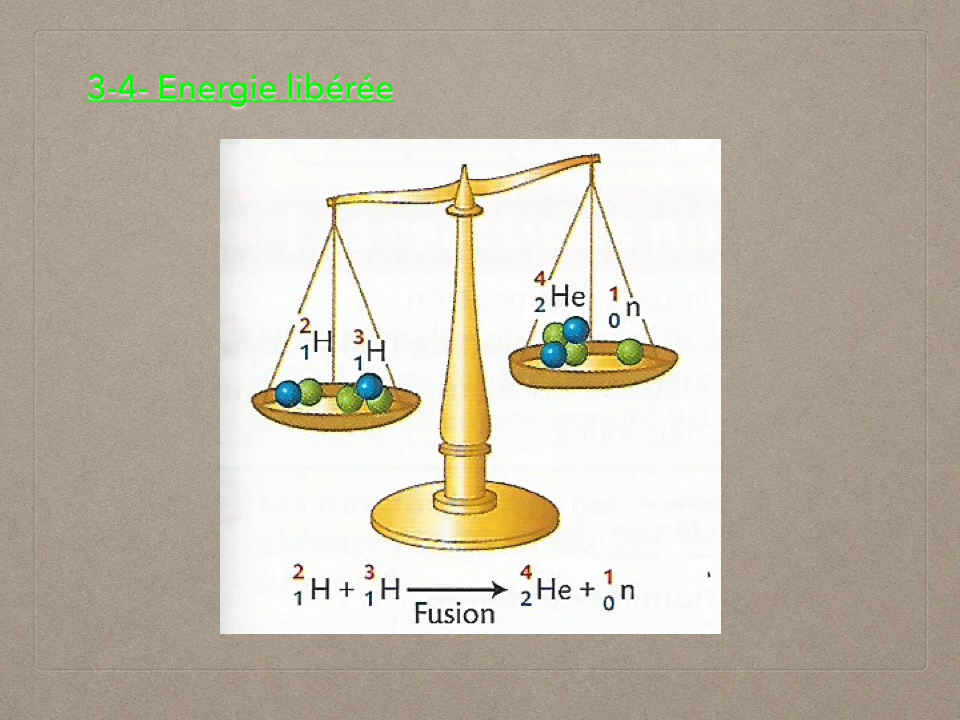 3-4- Energie libérée
⁴₂He ¹₀n
²₁H ³₁H
²₁H + ³₁H ⟶ ⁴₂He + ¹₀n
Fusion